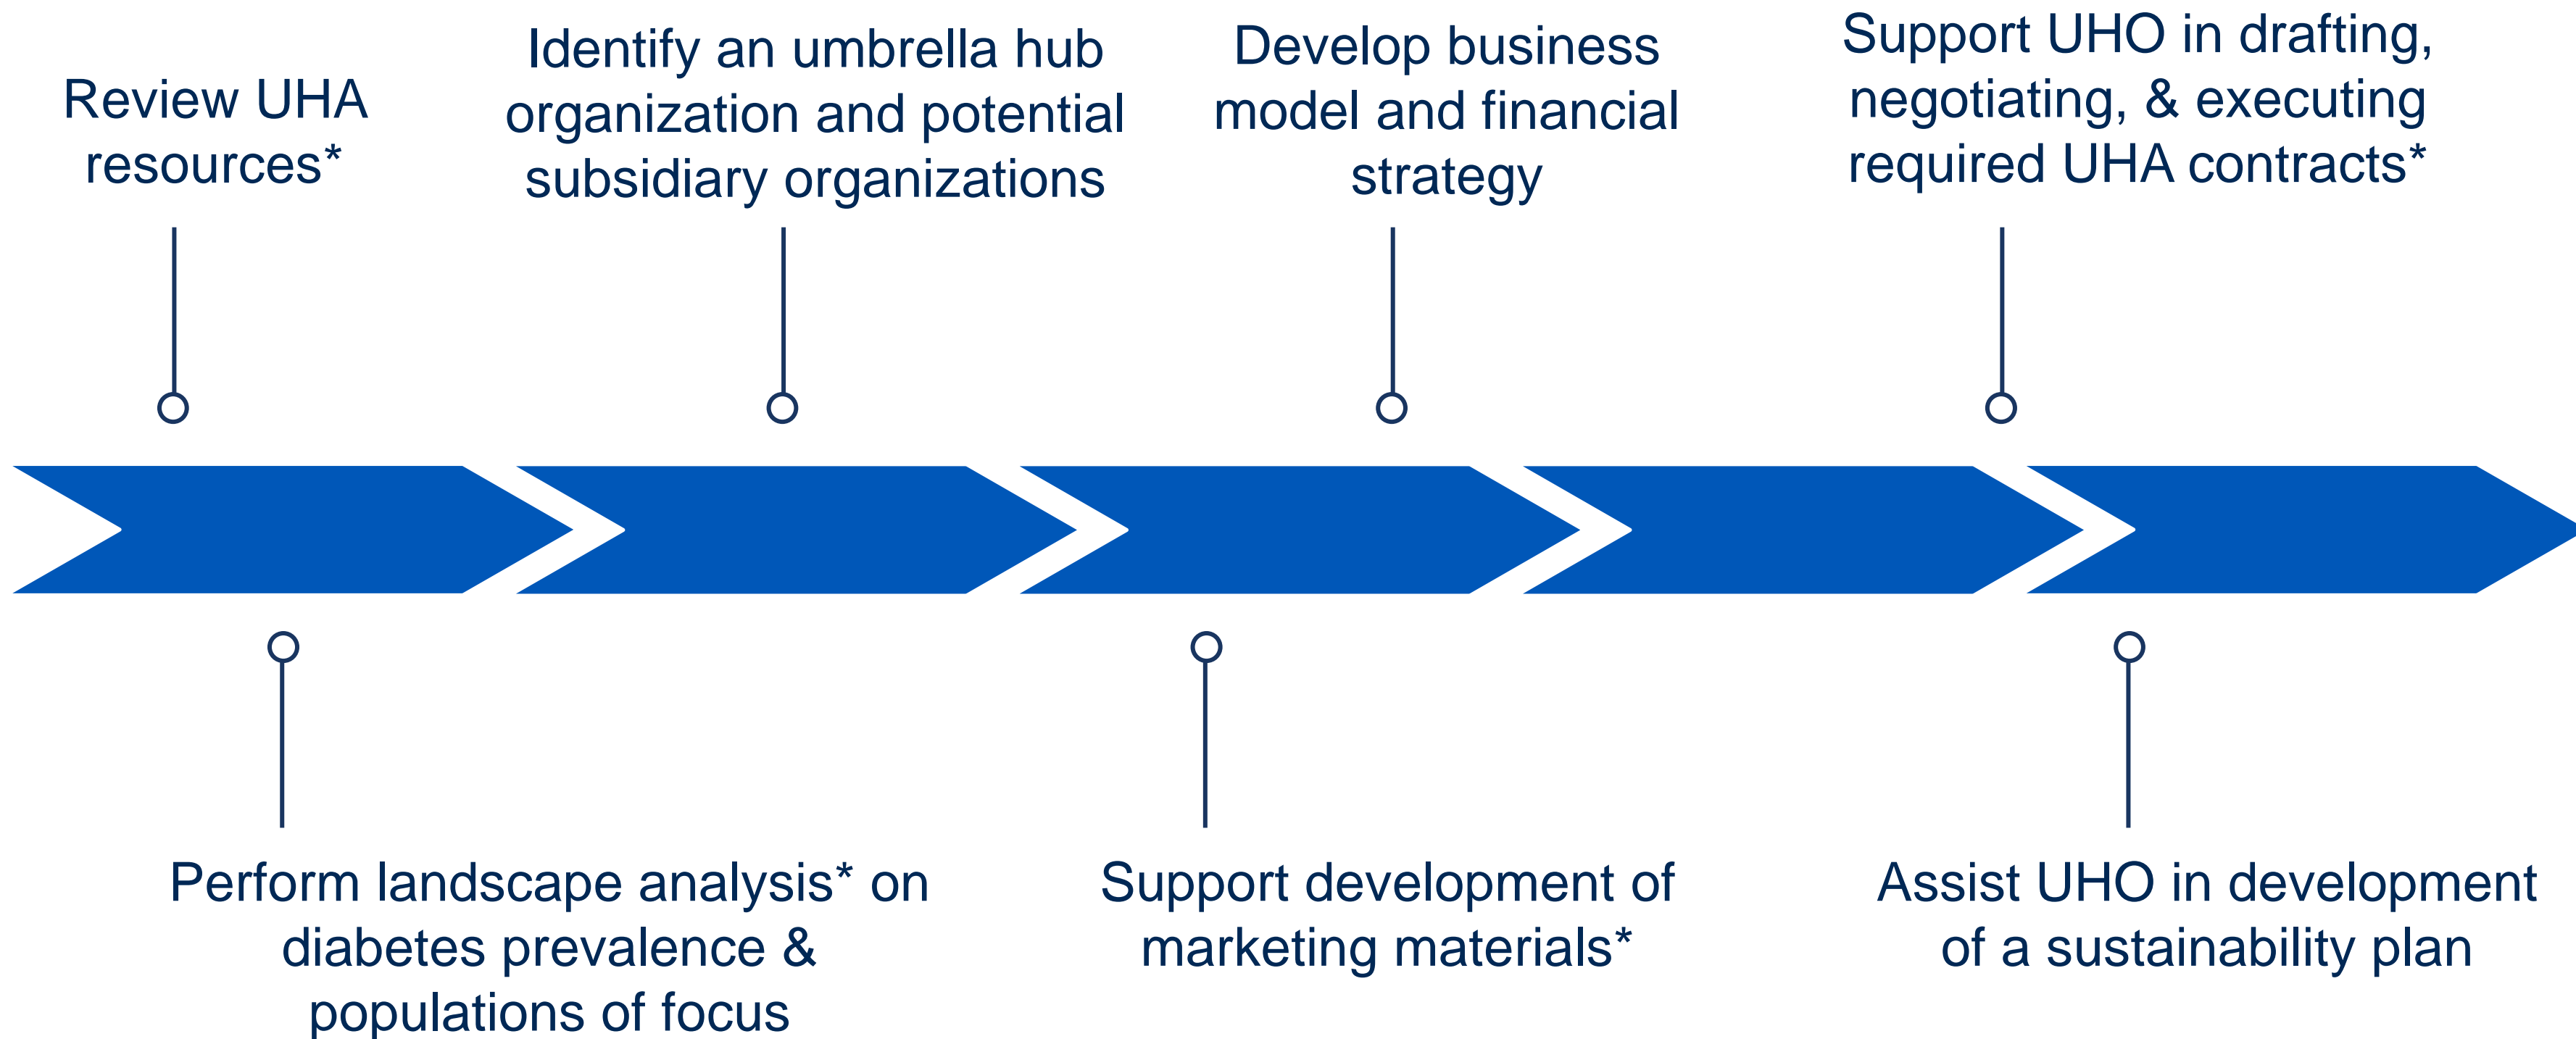 Review UHA
resources*
Identify an umbrella hub
organization and potential
subsidiary organizations
Develop business
model and financial
strategy
Support UHO in drafting,
negotiating, & executing
required UHA contracts*
Perform landscape analysis* on
diabetes prevalence &
populations of focus
Support development of
marketing materials*
Assist UHO in development
of a sustainability plan